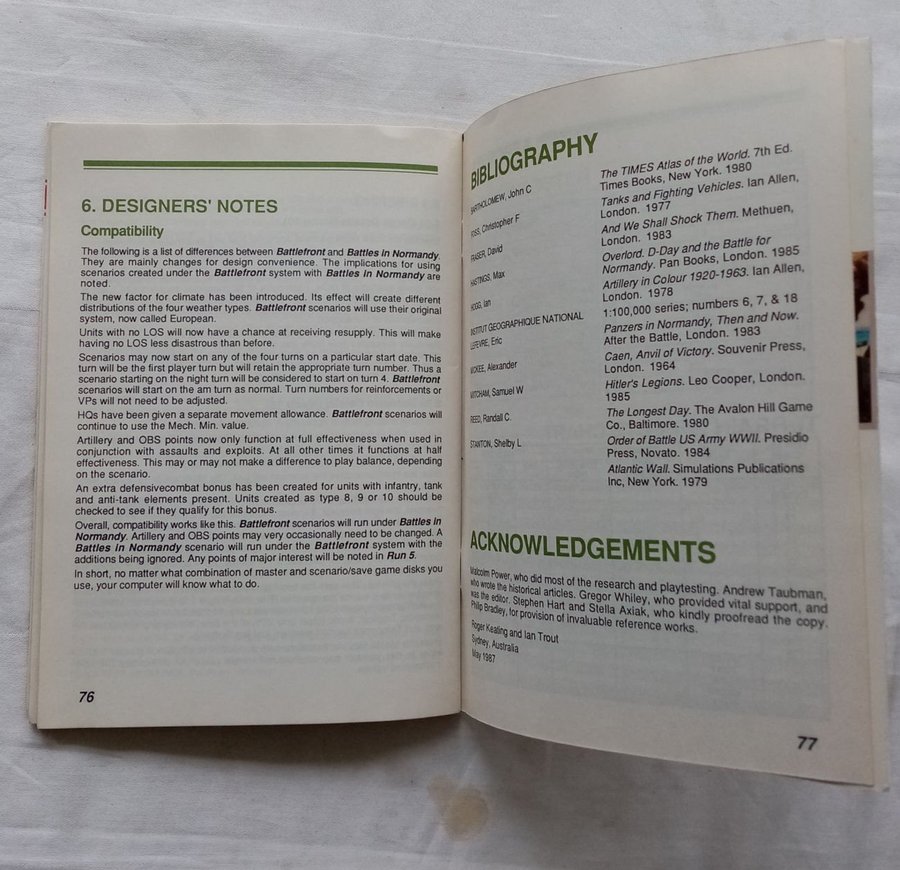 6. DESIGNERS' NOTES
Compatibility
The following is a list of differences between Battlefront and Battles in Normandy.
They are mainly changes for design convenience. The implications for using
scenarios created under the Battlefront system with Battles in Normandy are
noted.
The new factor for climate has been introduced. Its effect will create different
distributions of the four weather types. Battlefront scenarios will use their original
system, now called European.
Units with no LOS will now have a chance at receiving resupply. This will make
having no LOS less disastrous than before.
Scenarios may now start on any of the four turns on a particular start date. This
turn will be the first player turn but will retain the appropriate turn number. Thus a
scenario starting on the night turn will be considered to start on turn 4. Battlefront
scenarios will start on the am turn as normal. Turn numbers for reinforcements or
VPs will not need to be adjusted.
HQs have been given a separate movement allowance. Battlefront scenarios will
continue to use the Mech. Min. value.
Artillery and OBS points now only function at full effectiveness when used in
conjunction with assaults and exploits. At all other times it functions at half
effectiveness. This may or may not make a difference to play balance, depending
on the scenario.
An extra defensivecombat bonus has been created for units with infantry, tank
and anti-tank elements present. Units created as type 8, 9 or 10 should be
checked to see if they qualify for this bonus.
Overall, compatibility works like this. Battlefront scenarios will run under Battles in
Normandy. Artillery and OBS points may very occasionally need to be changed. A
Battles in Normandy scenario will run under the Battlefront system with the
additions being ignored. Any points of major interest will be noted in Run 5.
In short, no matter what combination of master and scenario/save game disks you
use, your computer will know what to do.
76
BIBLIOGRAPHY
BARTHOLOMEW, John C
The TIMES Atlas of the World. 7th Ed.
Times Books, New York. 1980
FOSS, Christopher F
Tanks and Fighting Vehicles. Ian Allen,
London. 1977
FRASER, David
And We Shall Shock Them. Methuen,
London. 1983
HASTINGS, Max
Overlord. D-Day and the Battle for
Normandy. Pan Books, London. 1985
HOGG, Ian
Artillery in Colour 1920-1963. Ian Allen,
London. 1978
INSTITUT GEOGRAPHIQUE NATIONAL
1:100,000 series; numbers 6, 7, & 18
LEFEVRE, Eric
Panzers in Normandy, Then and Now.
After the Battle, London. 1983
MCKEE, Alexander
Caen, Anvil of Victory. Souvenir Press,
London. 1964
MITCHAM, Samuel W
Hitler's Legions. Leo Cooper, London.
1985
REED, Randall C.
The Longest Day. The Avalon Hill Game
Co., Baltimore. 1980
STANTON, Shelby L
Order of Battle US Army WWII. Presidio
Press, Novato. 1984
Atlantic Wall. Simulations Publications
Inc, New York. 1979
ACKNOWLEDGEMENTS
Malcolm Power, who did most of the research and playtesting. Andrew Taubman,
who wrote the historical articles. Gregor Whiley, who provided vital support, and
was the editor. Stephen Hart and Stella Axiak, who kindly proofread the copy.
Philip Bradley, for provision of invaluable reference works.
Roger Keating and Ian Trout
Sydney, Australia
May 1987
77